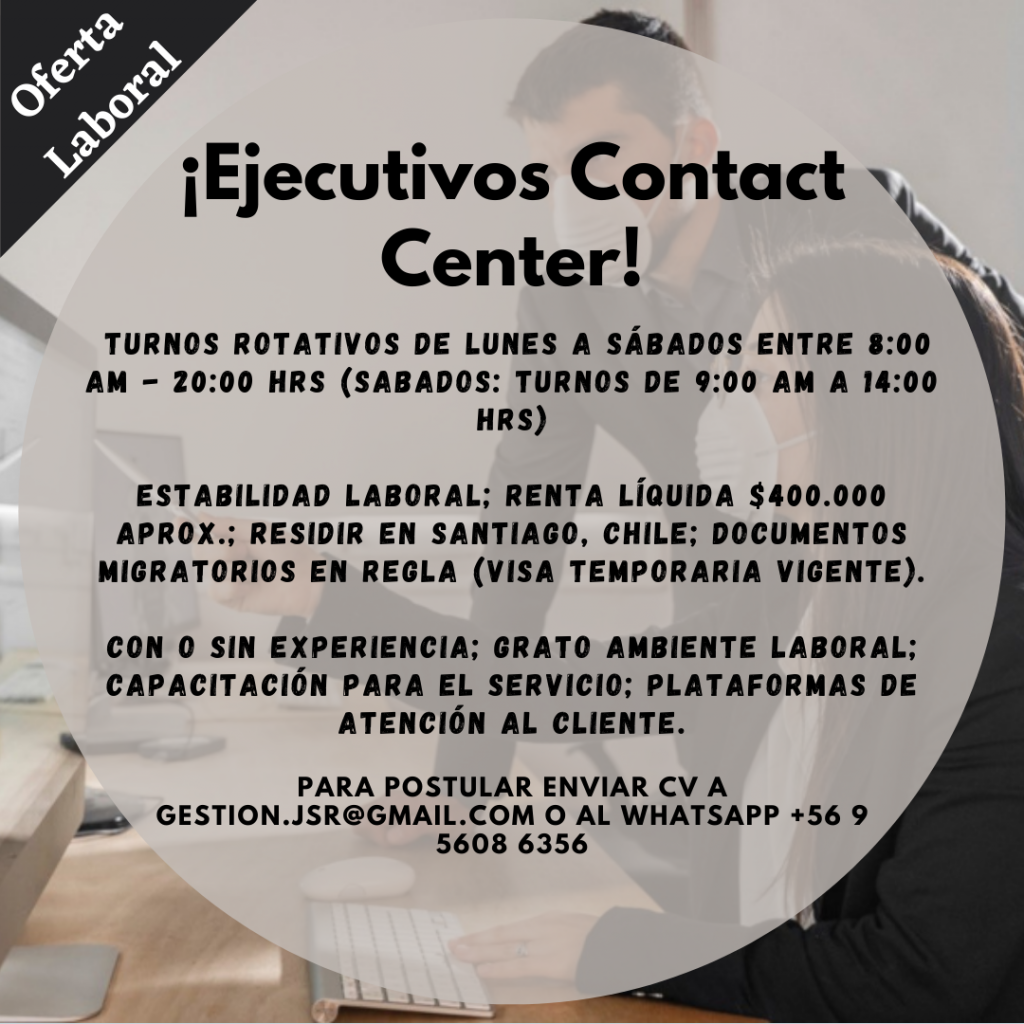 Oferta
Laboral
¡Ejecutivos Contact
Center!
TURNOS ROTATIVOS DE LUNES A SÁBADOS ENTRE 8:00
AM - 20:00 HRS (SABADOS: TURNOS DE 9:00 AM A 14:00
HRS)
ESTABILIDAD LABORAL; RENTA LÍQUIDA $400.000
APROX.; RESIDIR EN SANTIAGO, CHILE; DOCUMENTOS
MIGRATORIOS EN REGLA (VISA TEMPORARIA VIGENTE).
CON O SIN EXPERIENCIA; GRATO AMBIENTE LABORAL;
CAPACITACIÓN PARA EL SERVICIO; PLATAFORMAS DE
ATENCIÓN AL CLIENTE.
PARA POSTULAR ENVIAR CV A
GESTION.JSR@GMAIL.COM O AL WHATSAPP +56 9
5608 6356